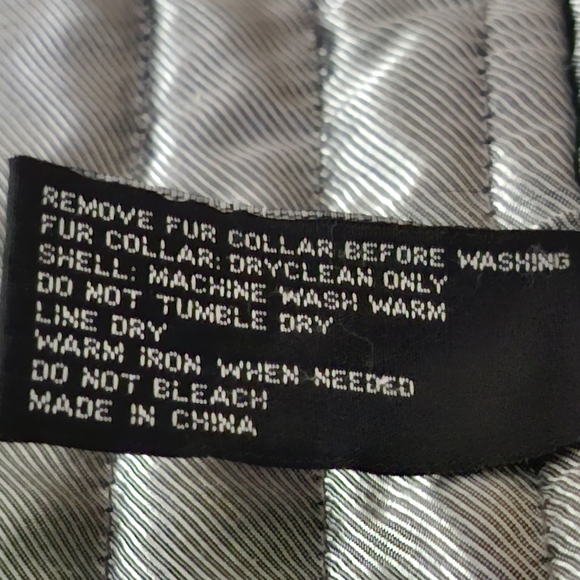 REMOVE FUR COLLAR BEFORE WASHING
FUR COLLAR: DRYCLEAN ONLY
SHELL: MACHINE WASH WARM
DO NOT TUMBLE DRY
LINE DRY
WARM IRON WHEN NEEDED
DO NOT BLEACH
MADE IN CHINA